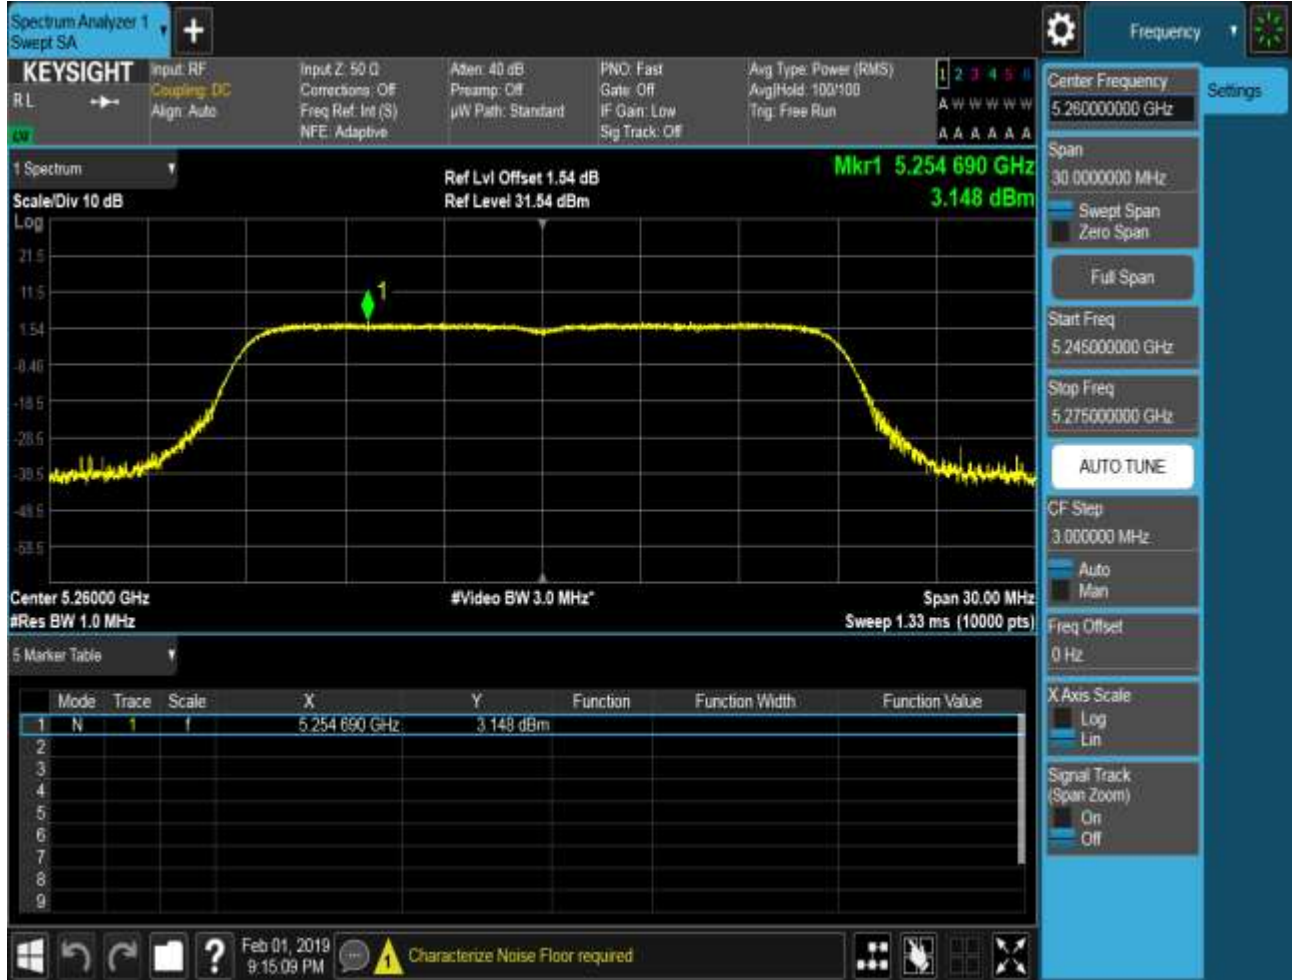 Spectrum Analyzer 1
Swept SA
+
Frequency
KEYSIGHT
RL
Input: RF
Coupling: DC
Align: Auto
Input Z: 50 Ω
Corrections: Off
Freq Ref: Int (S)
NFE: Adaptive
Atten: 40 dB
Preamp: Off
µW Path: Standard
PNO: Fast
Gate: Off
IF Gain: Low
Sig Track: Off
Avg Type: Power (RMS)
Avg|Hold: 100/100
Trig: Free Run
1 2 3 4 5 6
A W W W W W
A A A A A A
1 Spectrum
Scale/Div 10 dB
Ref Lvl Offset 1.54 dB
Ref Level 31.54 dBm
Mkr1 5.254 690 GHz
3.148 dBm
Log
21.5
11.5
1.54
-8.46
-18.5
-28.5
-38.5
-48.5
-58.5
1
Center 5.26000 GHz
#Res BW 1.0 MHz
#Video BW 3.0 MHz*
Span 30.00 MHz
Sweep 1.33 ms (10000 pts)
5 Marker Table
Mode Trace Scale X Y Function Function Width Function Value
1 N 1 f 5.254 690 GHz 3.148 dBm
2
3
4
5
6
7
8
9
Center Frequency
5.260000000 GHz
Settings
Span
30.0000000 MHz
Swept Span
Zero Span
Full Span
Start Freq
5.245000000 GHz
Stop Freq
5.275000000 GHz
AUTO TUNE
CF Step
3.000000 MHz
Auto
Man
Freq Offset
0 Hz
X Axis Scale
Log
Lin
Signal Track
(Span Zoom)
On
Off
?
Feb 01, 2019
9:15:09 PM
1
Characterize Noise Floor required